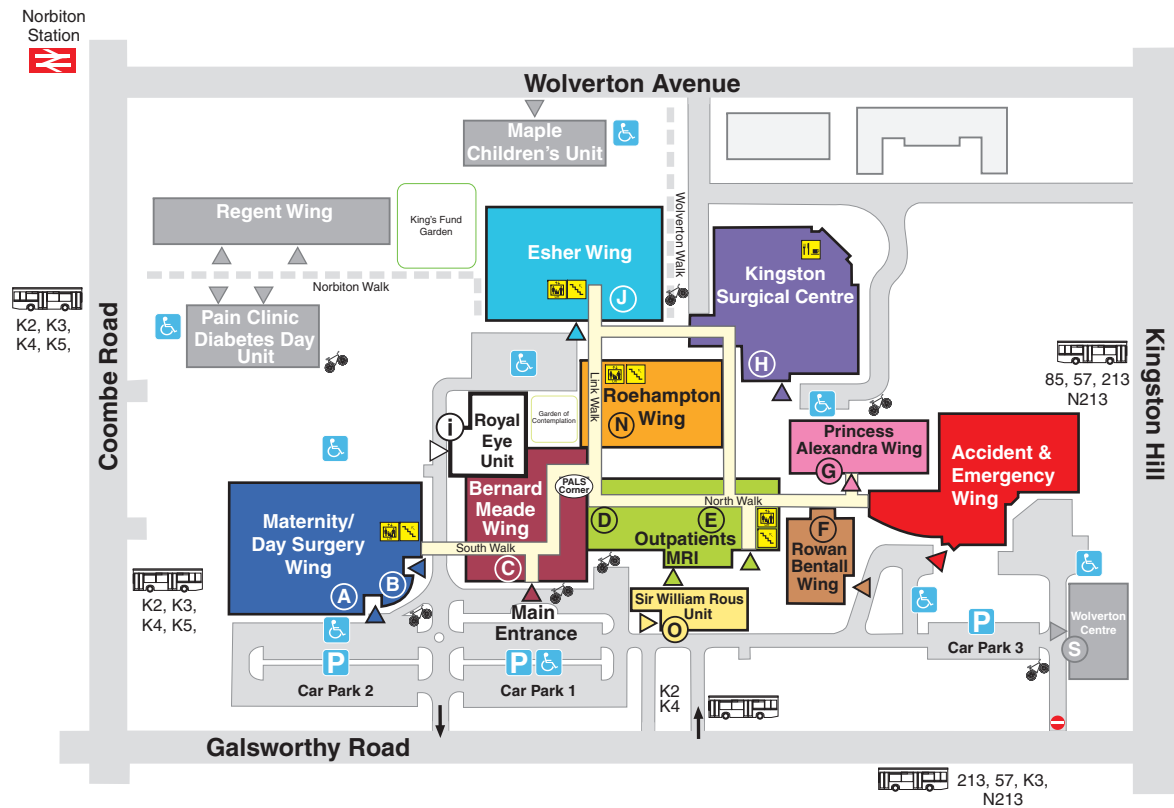 Norbiton
Station
Wolverton Avenue
Maple
Children's Unit
Regent Wing
King's Fund
Garden
Wolverton Walk
Esher Wing
J
Kingston
Surgical Centre
H
Norbiton Walk
K2, K3,
K4, K5,
Pain Clinic
Diabetes Day
Unit
Coombe Road
Kingston Hill
85, 57, 213
N213
Link Walk
Roehampton
Wing
N
i
Royal
Eye
Unit
Garden of
Contemplation
Princess
Alexandra Wing
G
Accident &
Emergency
Wing
Bernard
Meade
Wing
C
PALS
Corner
North Walk
D
E
Outpatients
MRI
F
Rowan
Bentall
Wing
Maternity/
Day Surgery
Wing
A
B
South Walk
K2, K3,
K4, K5,
Main
Entrance
Sir William Rous
Unit
O
Wolverton
Centre
S
P
Car Park 3
P
Car Park 2
P
Car Park 1
K2
K4
Galsworthy Road
213, 57, K3,
N213